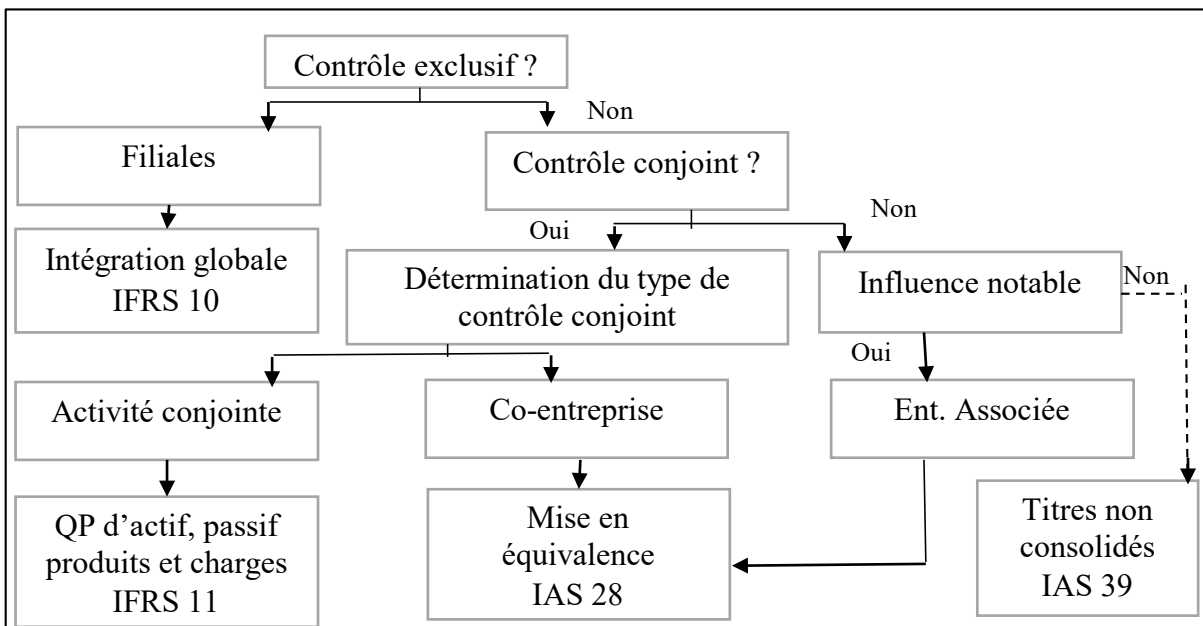 Contrôle exclusif ?
Non
Filiales
Contrôle conjoint ?
Oui
Non
Intégration globale
IFRS 10
Détermination du type de
contrôle conjoint
Influence notable
Non
Oui
Activité conjointe
Co-entreprise
Ent. Associée
QP d’actif, passif
produits et charges
IFRS 11
Mise en
équivalence
IAS 28
Titres non
consolidés
IAS 39